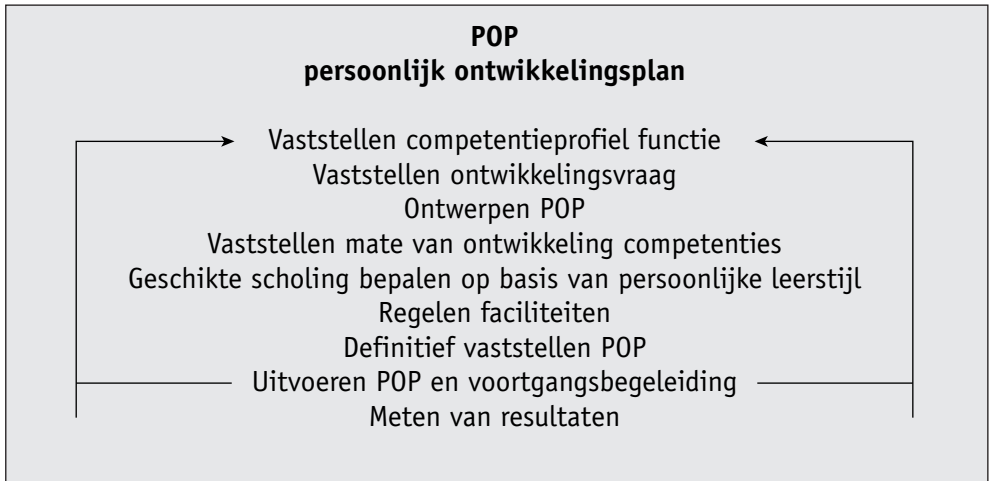 POP
persoonlijk ontwikkelingsplan
Vaststellen competentieprofiel functie
Vaststellen ontwikkelingsvraag
Ontwerpen POP
Vaststellen mate van ontwikkeling competenties
Geschikte scholing bepalen op basis van persoonlijke leerstijl
Regelen faciliteiten
Definitief vaststellen POP
Uitvoeren POP en voortgangsbegeleiding
Meten van resultaten